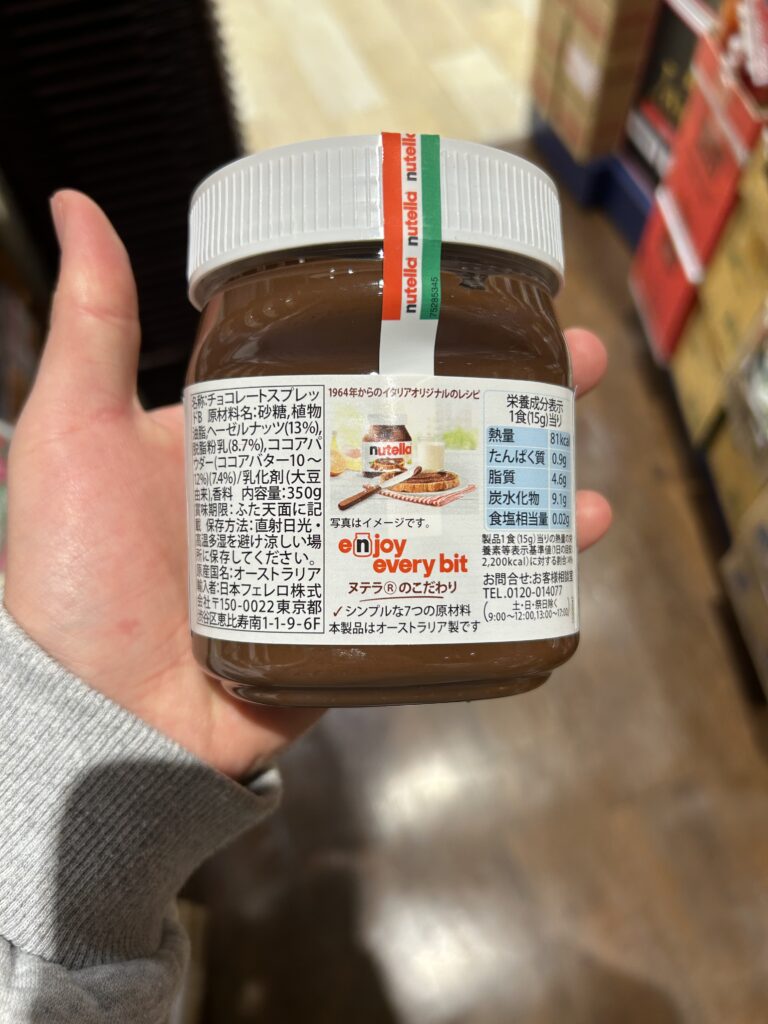 nutella nutella nutella
75285345
名称:チョコレートスプレッ
ドB 原材料名:砂糖,植物
油脂,ヘーゼルナッツ(13%),
脱脂粉乳(8.7%),ココアパ
ウダー(ココアバター10～
12%)(7.4%)/乳化剤(大豆
由来),香料 内容量:350g
賞味期限:ふた天面に記
載 保存方法:直射日光・
高温多湿を避け涼しい場
所に保存してください。
原産国名:オーストラリア
輸入者:日本フェレロ株式
会社〒150-0022東京都
渋谷区恵比寿南1-1-9-6F
1964年からのイタリアオリジナルのレシピ
nutella
写真はイメージです。
enjoy
every bit
ヌテラ®のこだわり
✓シンプルな7つの原材料
本製品はオーストラリア製です
栄養成分表示
1食(15g)当り
熱量 81kcal
たんぱく質 0.9g
脂質 4.6g
炭水化物 9.1g
食塩相当量 0.02g
製品1食(15g)当りの熱量の栄
養素等表示基準値(1日の目安
2,200kcal)に対する割合:
お問合せ:お客様相談室
TEL.0120-014077
土・日・祭日除く
(9:00～12:00,13:00～17:00)